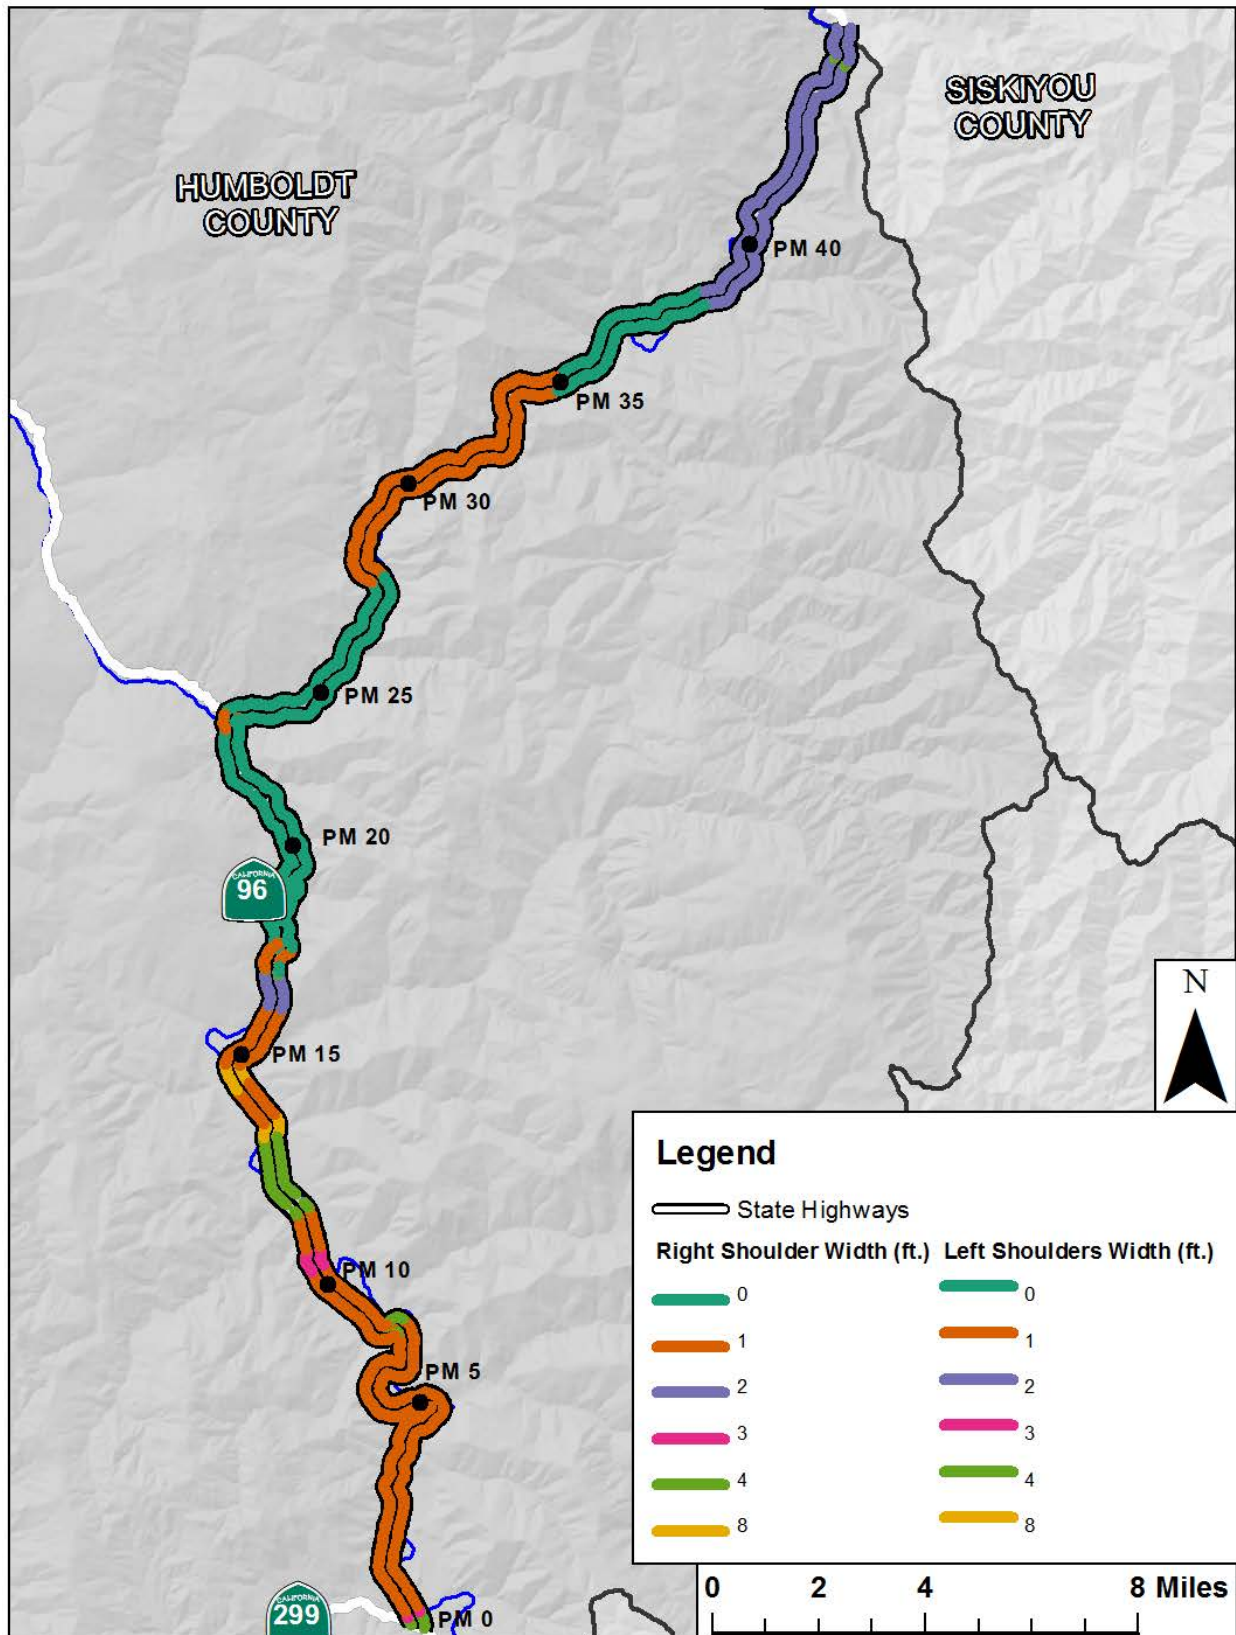 SISKIYOU
COUNTY
HUMBOLDT
COUNTY
PM 40
PM 35
PM 30
PM 25
PM 20
CALIFORNIA
96
PM 15
PM 10
PM 5
PM 0
CALIFORNIA
299
N
Legend
State Highways
Right Shoulder Width (ft.) Left Shoulders Width (ft.)
0 0
1 1
2 2
3 3
4 4
8 8
0 2 4 8 Miles